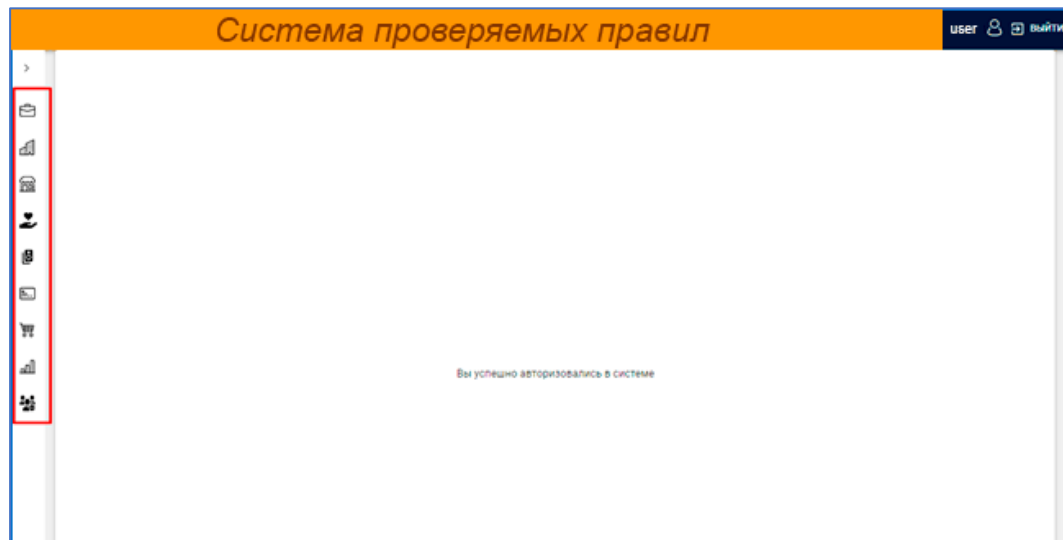 Система проверяемых правил
user выйти
Вы успешно авторизовались в системе